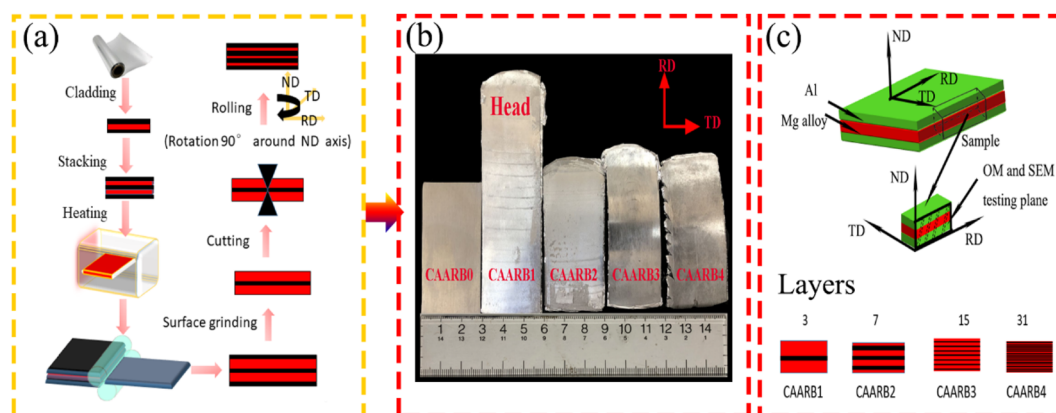 (a)
Cladding
Stacking
Heating
Surface grinding
Cutting
(Rotation 90° around ND axis)
Rolling
ND
TD
RD
(b)
RD
TD
Head
CAARB0
CAARB1
CAARB2
CAARB3
CAARB4
1 2 3 4 5 6 7 8 9 10 11 12 13 14
(c)
ND
RD
TD
Al
Mg alloy
Sample
ND
OM and SEM
testing plane
TD
RD
Layers
3 7 15 31
CAARB1 CAARB2 CAARB3 CAARB4